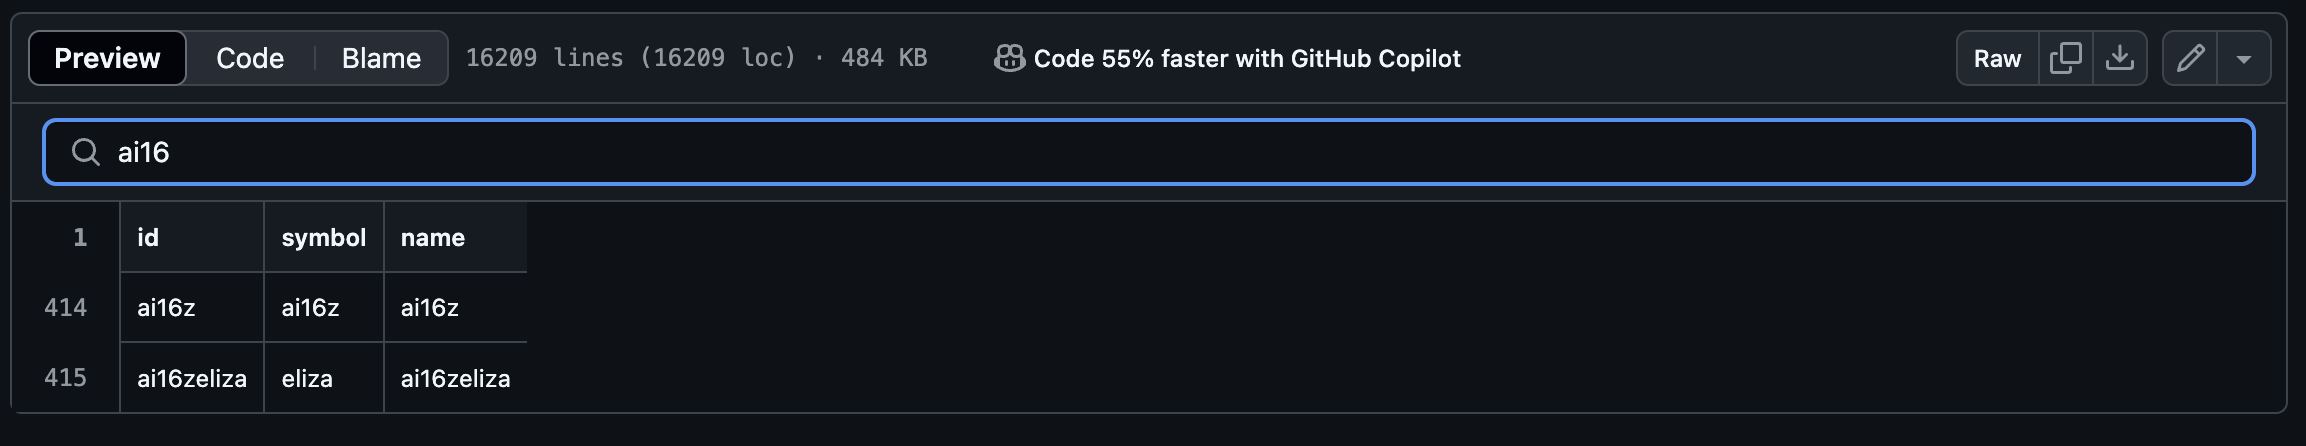 Preview Code Blame 16209 lines (16209 loc) · 484 KB Code 55% faster with GitHub Copilot Raw
ai16
1 id symbol name
414 ai16z ai16z ai16z
415 ai16zeliza eliza ai16zeliza